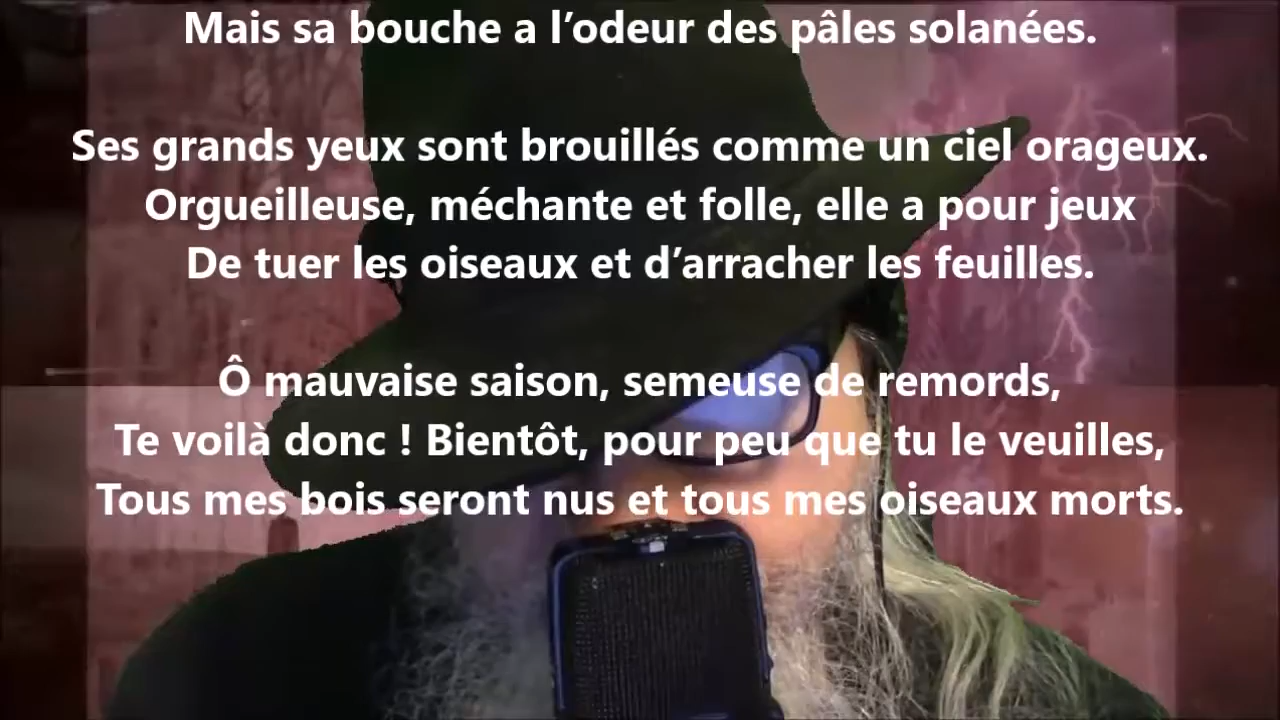 Mais sa bouche a l’odeur des pâles solanées.
Ses grands yeux sont brouillés comme un ciel orageux.
Orgueilleuse, méchante et folle, elle a pour jeux
De tuer les oiseaux et d’arracher les feuilles.
Ô mauvaise saison, semeuse de remords,
Te voilà donc ! Bientôt, pour peu que tu le veuilles,
Tous mes bois seront nus et tous mes oiseaux morts.